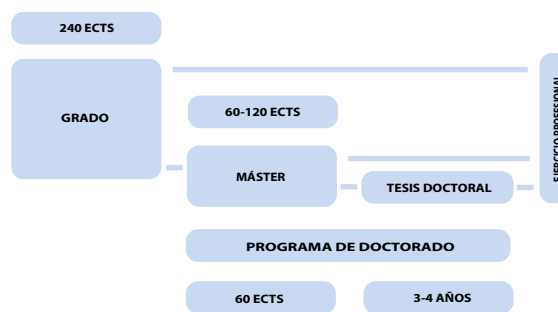 240 ECTS
GRADO
60-120 ECTS
MÁSTER
TESIS DOCTORAL
EJERCICIO PROFESIONAL
PROGRAMA DE DOCTORADO
60 ECTS
3-4 AÑOS